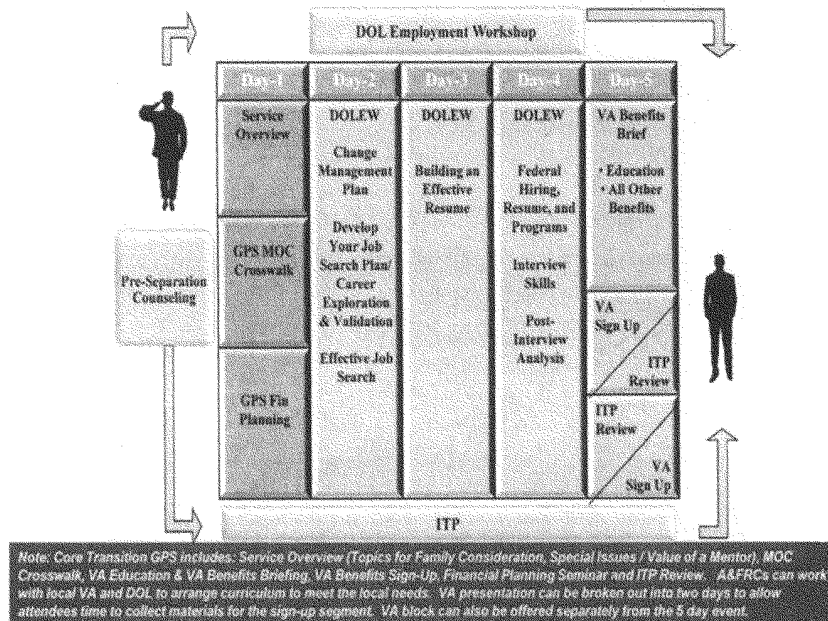 DOL Employment Workshop
Day-1
Day-2
Day-3
Day-4
Day-5
Service
Overview
GPS MOC
Crosswalk
GPS Fin
Planning
DOLEW
Change
Management
Plan
Develop
Your Job
Search Plan/
Career
Exploration
& Validation
Effective Job
Search
DOLEW
Building an
Effective
Resume
DOLEW
Federal
Hiring,
Resume, and
Programs
Interview
Skills
Post-
Interview
Analysis
VA Benefits
Brief
• Education
• All Other
Benefits
VA
Sign Up
ITP
Review
ITP
Review
VA
Sign Up
Pre-Separation
Counseling
ITP
Note: Core Transition GPS includes: Service Overview (Topics for Family Consideration, Special Issues / Value of a Mentor), MOC
Crosswalk, VA Education & VA Benefits Briefing, VA Benefits Sign-Up, Financial Planning Seminar and ITP Review. A&FRCs can work
with local VA and DOL to arrange curriculum to meet the local needs. VA presentation can be broken out into two days to allow
attendees time to collect materials for the sign-up segment. VA block can also be offered separately from the 5 day event.